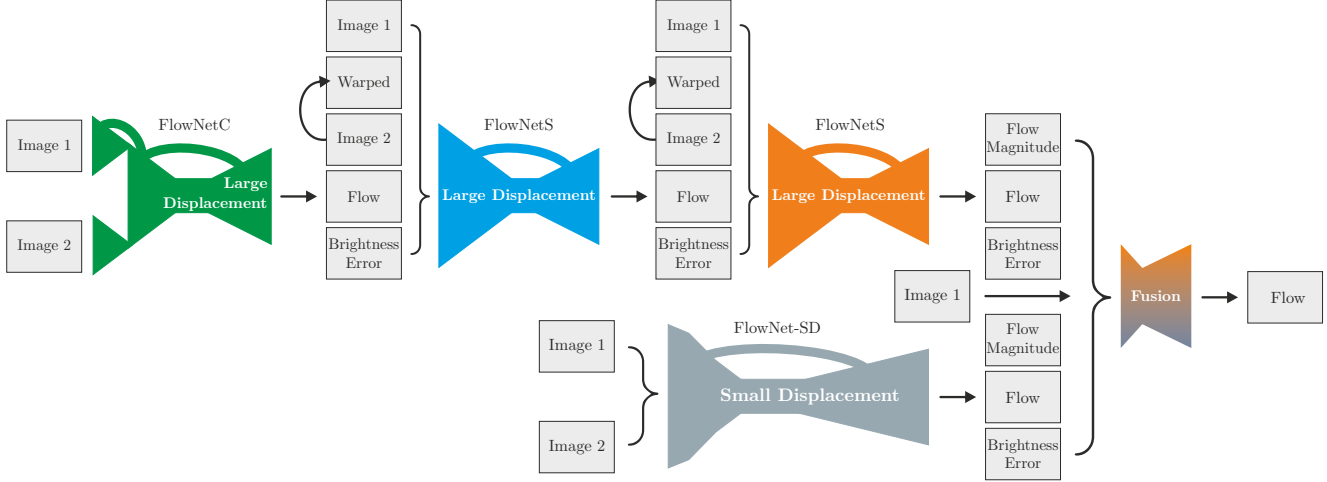 Image 1
Image 2
FlowNetC
Large
Displacement
Image 1
Warped
Image 2
Flow
Brightness
Error
FlowNetS
Large Displacement
Image 1
Warped
Image 2
Flow
Brightness
Error
FlowNetS
Large Displacement
Flow
Magnitude
Flow
Brightness
Error
Image 1
Image 1
Image 2
FlowNet-SD
Small Displacement
Flow
Magnitude
Flow
Brightness
Error
Fusion
Flow